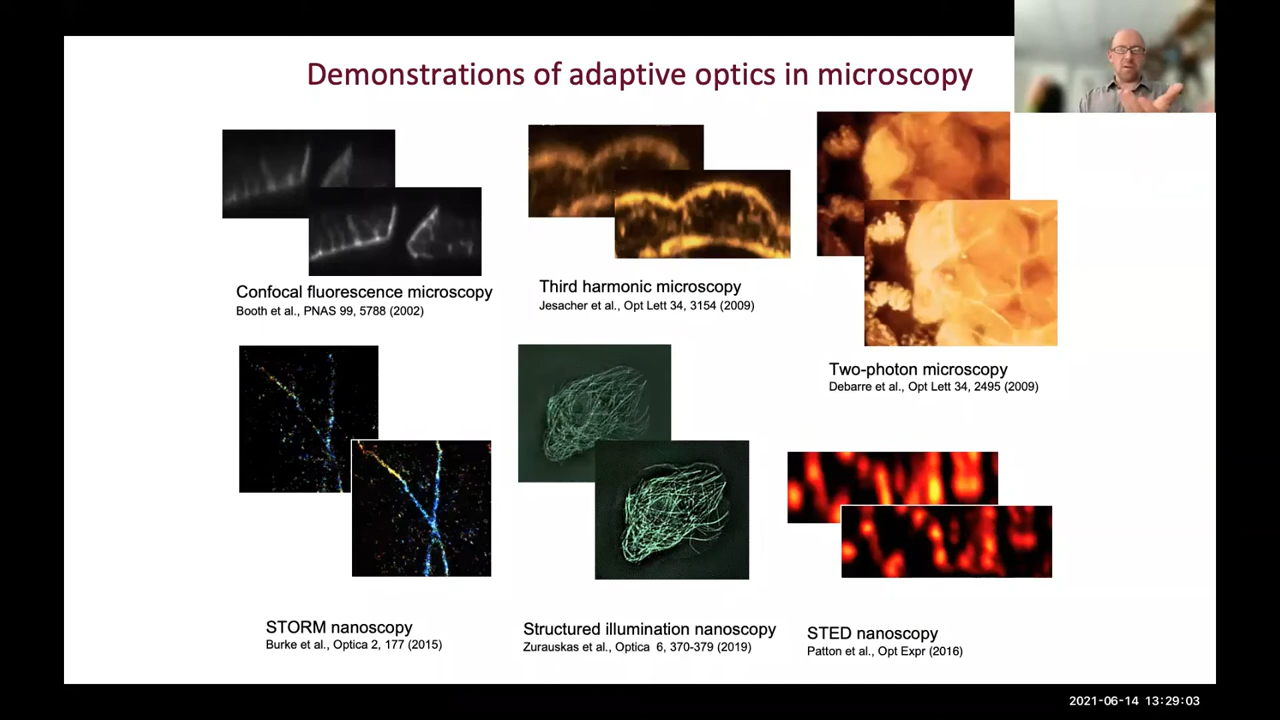 Demonstrations of adaptive optics in microscopy
Confocal fluorescence microscopy
Booth et al., PNAS 99, 5788 (2002)
Third harmonic microscopy
Jesacher et al., Opt Lett 34, 3154 (2009)
Two-photon microscopy
Debarre et al., Opt Lett 34, 2495 (2009)
STORM nanoscopy
Burke et al., Optica 2, 177 (2015)
Structured illumination nanoscopy
Zurauskas et al., Optica 6, 370-379 (2019)
STED nanoscopy
Patton et al., Opt Expr (2016)
2021-06-14 13:29:03